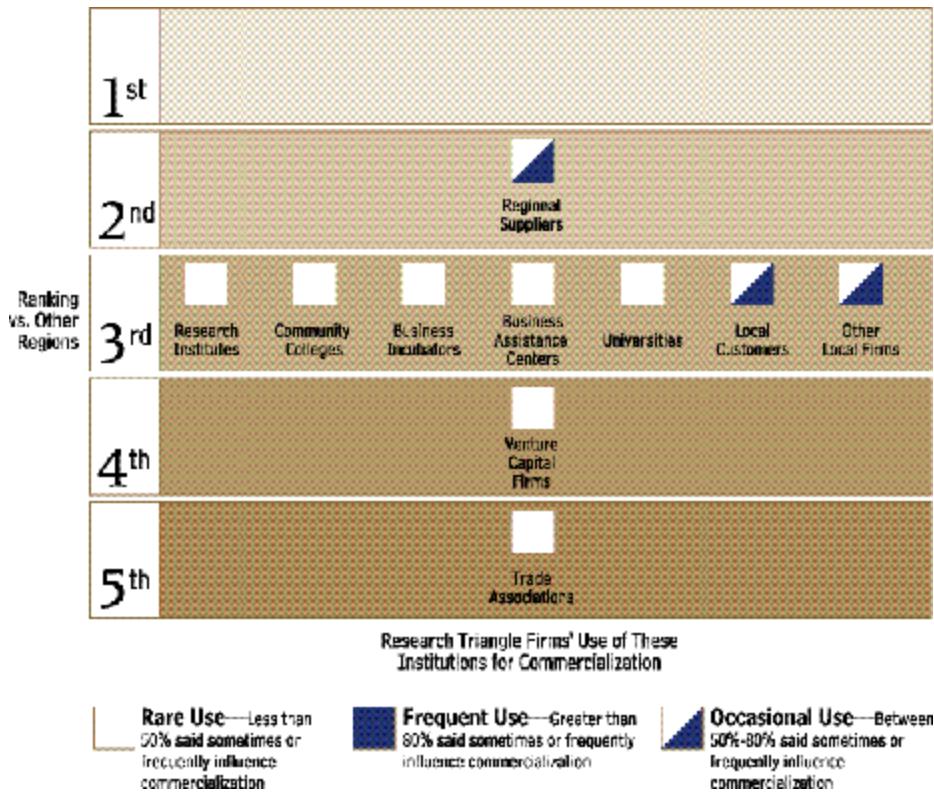 1st
2nd
Regional
Suppliers
Ranking
vs. Other
Regions
3rd
Research
Institutes
Community
Colleges
Business
Incubators
Business
Assistance
Centers
Universities
Local
Customers
Other
Local Firms
4th
Venture
Capital
Firms
5th
Trade
Associations
Research Triangle Firms' Use of These
Institutions for Commercialization
Rare Use—Less than
50% said sometimes or
frequently influence
commercialization
Frequent Use—Greater than
80% said sometimes or frequently
influence commercialization
Occasional Use—Between
50%-80% said sometimes or
frequently influence
commercialization